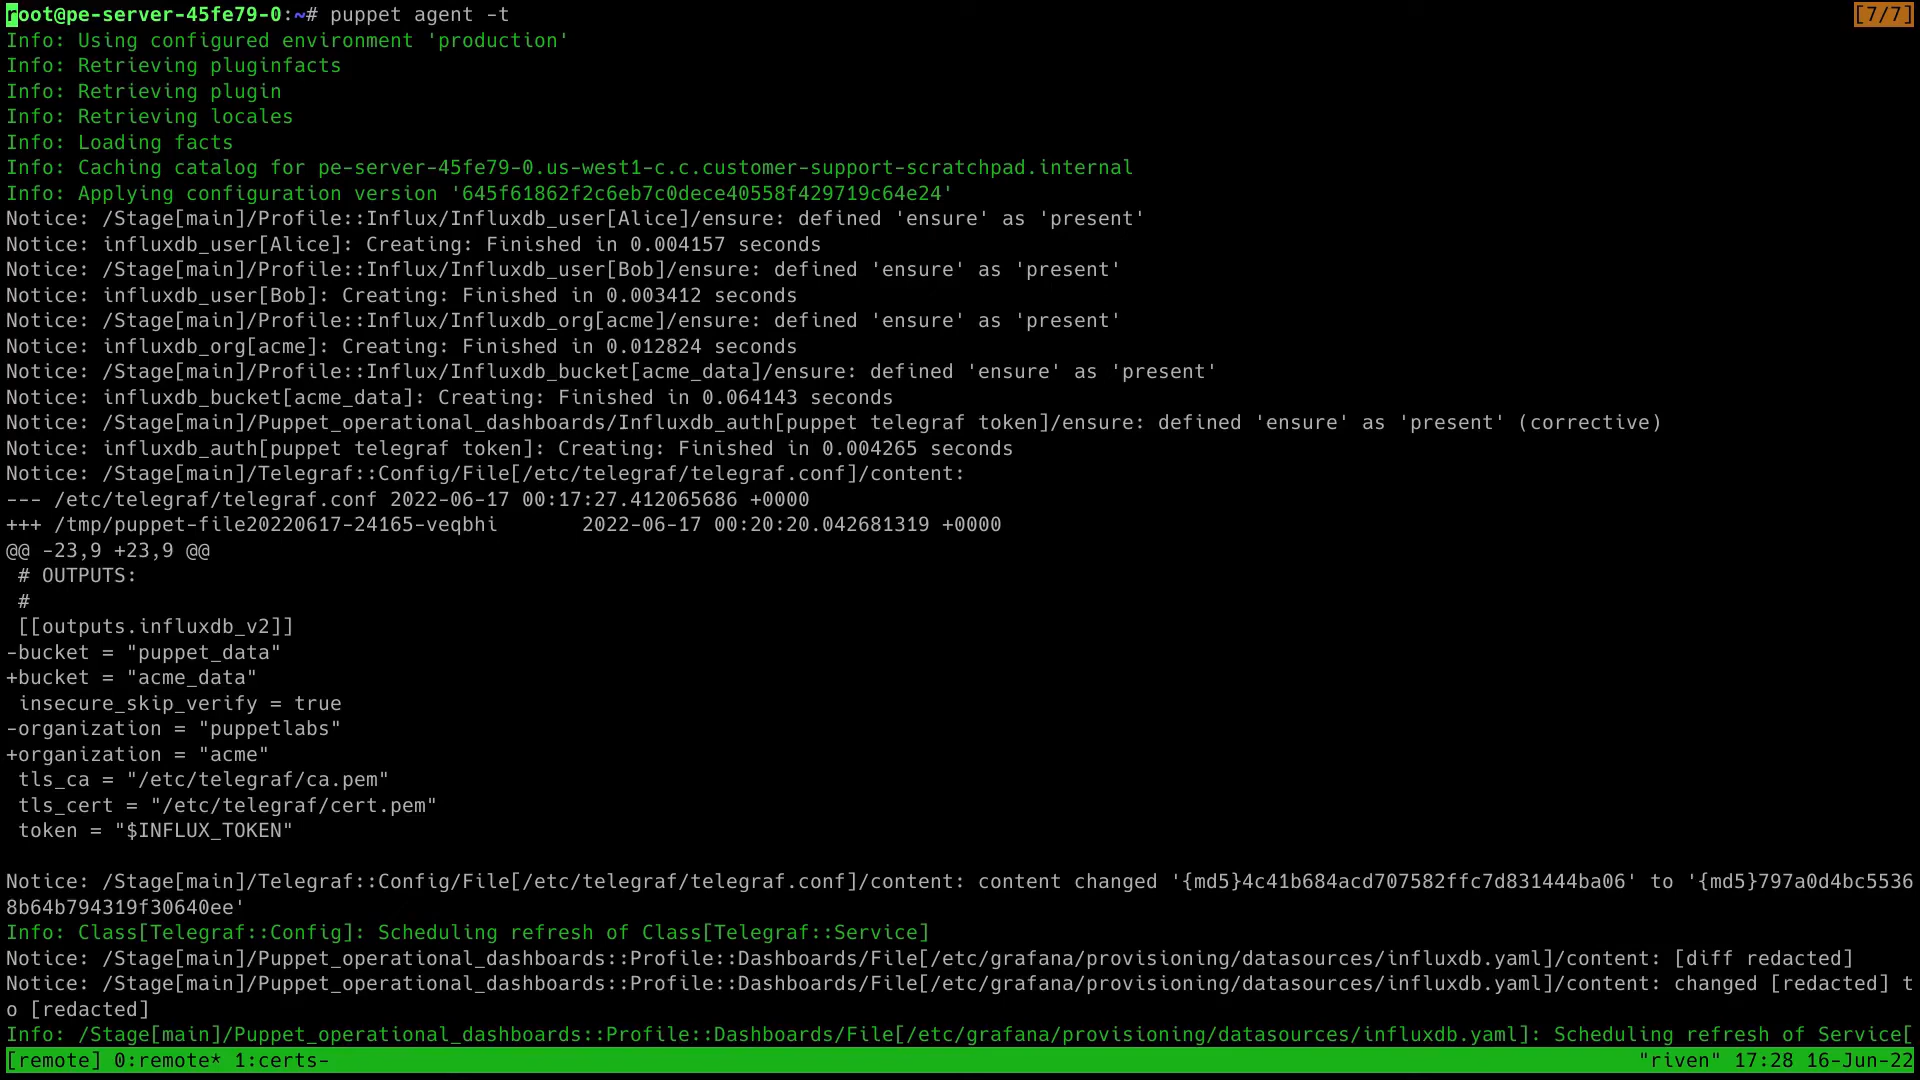 root@pe-server-45fe79-0:~# puppet agent -t
[7/7]
Info: Using configured environment 'production'
Info: Retrieving pluginfacts
Info: Retrieving plugin
Info: Retrieving locales
Info: Loading facts
Info: Caching catalog for pe-server-45fe79-0.us-west1-c.c.customer-support-scratchpad.internal
Info: Applying configuration version '645f61862f2c6eb7c0dece40558f429719c64e24'
Notice: /Stage[main]/Profile::Influx/Influxdb_user[Alice]/ensure: defined 'ensure' as 'present'
Notice: influxdb_user[Alice]: Creating: Finished in 0.004157 seconds
Notice: /Stage[main]/Profile::Influx/Influxdb_user[Bob]/ensure: defined 'ensure' as 'present'
Notice: influxdb_user[Bob]: Creating: Finished in 0.003412 seconds
Notice: /Stage[main]/Profile::Influx/Influxdb_org[acme]/ensure: defined 'ensure' as 'present'
Notice: influxdb_org[acme]: Creating: Finished in 0.012824 seconds
Notice: /Stage[main]/Profile::Influx/Influxdb_bucket[acme_data]/ensure: defined 'ensure' as 'present'
Notice: influxdb_bucket[acme_data]: Creating: Finished in 0.064143 seconds
Notice: /Stage[main]/Puppet_operational_dashboards/Influxdb_auth[puppet telegraf token]/ensure: defined 'ensure' as 'present' (corrective)
Notice: influxdb_auth[puppet telegraf token]: Creating: Finished in 0.004265 seconds
Notice: /Stage[main]/Telegraf::Config/File[/etc/telegraf/telegraf.conf]/content:
--- /etc/telegraf/telegraf.conf 2022-06-17 00:17:27.412065686 +0000
+++ /tmp/puppet-file20220617-24165-veqbhi       2022-06-17 00:20:20.042681319 +0000
@@ -23,9 +23,9 @@
 # OUTPUTS:
 #
 [[outputs.influxdb_v2]]
-bucket = "puppet_data"
+bucket = "acme_data"
 insecure_skip_verify = true
-organization = "puppetlabs"
+organization = "acme"
 tls_ca = "/etc/telegraf/ca.pem"
 tls_cert = "/etc/telegraf/cert.pem"
 token = "$INFLUX_TOKEN"
Notice: /Stage[main]/Telegraf::Config/File[/etc/telegraf/telegraf.conf]/content: content changed '{md5}4c41b684acd707582ffc7d831444ba06' to '{md5}797a0d4bc5536
8b64b794319f30640ee'
Info: Class[Telegraf::Config]: Scheduling refresh of Class[Telegraf::Service]
Notice: /Stage[main]/Puppet_operational_dashboards::Profile::Dashboards/File[/etc/grafana/provisioning/datasources/influxdb.yaml]/content: [diff redacted]
Notice: /Stage[main]/Puppet_operational_dashboards::Profile::Dashboards/File[/etc/grafana/provisioning/datasources/influxdb.yaml]/content: changed [redacted] t
o [redacted]
Info: /Stage[main]/Puppet_operational_dashboards::Profile::Dashboards/File[/etc/grafana/provisioning/datasources/influxdb.yaml]: Scheduling refresh of Service[
[remote] 0:remote* 1:certs-
"riven" 17:28 16-Jun-22